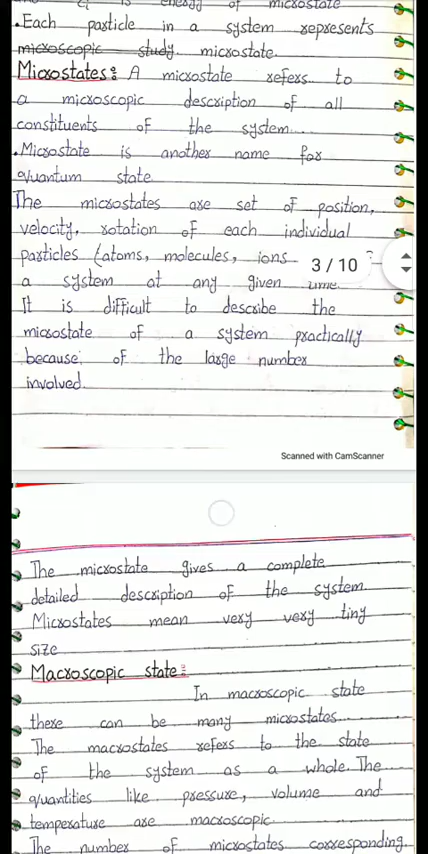 is energy of microstate
.Each particle in a system represents
microscopic study microstate.
Microstates: A microstate refers to
a microscopic description of all
constituents of the system.
.Microstate is another name for
quantum state
The microstates are set of position,
velocity, rotation of each individual
particles (atoms, molecules, ions
3 / 10
a system at any given time
It is difficult to describe the
microstate of a system practically
because of the large number
involved.
Scanned with CamScanner
The microstate gives a complete
detailed description of the system.
Microstates mean very very tiny
size
Macroscopic state:
In macroscopic state
there can be many microstates.
The macrostates refers to the state
of the system as a whole. The
quantities like pressure, volume and
temperature are macroscopic
The number of microstates corresponding